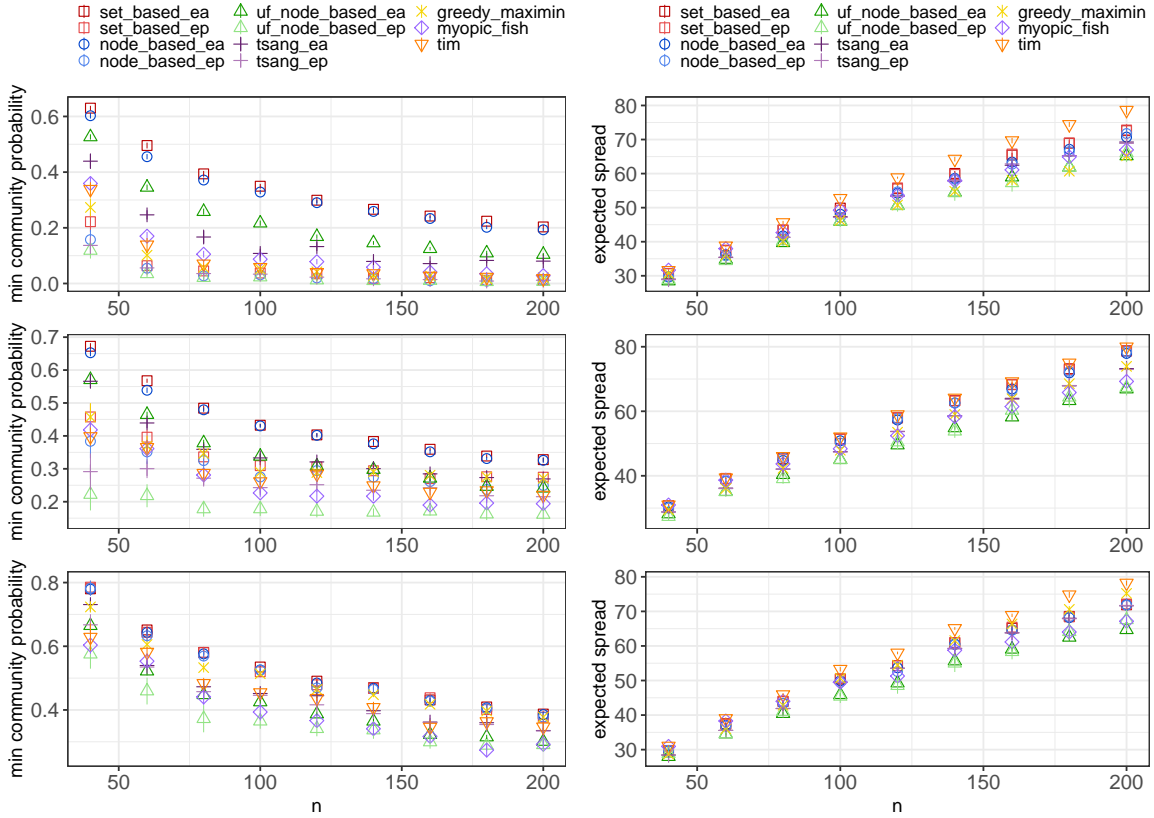 set_based_ea uf_node_based_ea greedy_maximin
set_based_ep uf_node_based_ep myopic_fish
node_based_ea tsang_ea tim
node_based_ep tsang_ep
set_based_ea uf_node_based_ea greedy_maximin
set_based_ep uf_node_based_ep myopic_fish
node_based_ea tsang_ea tim
node_based_ep tsang_ep
min community probability
0.6
0.4
0.2
0.0
50 100 150 200
expected spread
80
70
60
50
40
30
50 100 150 200
min community probability
0.7
0.6
0.5
0.4
0.3
0.2
50 100 150 200
expected spread
80
60
40
50 100 150 200
min community probability
0.8
0.6
0.4
50 100 150 200
n
expected spread
80
70
60
50
40
30
50 100 150 200
n